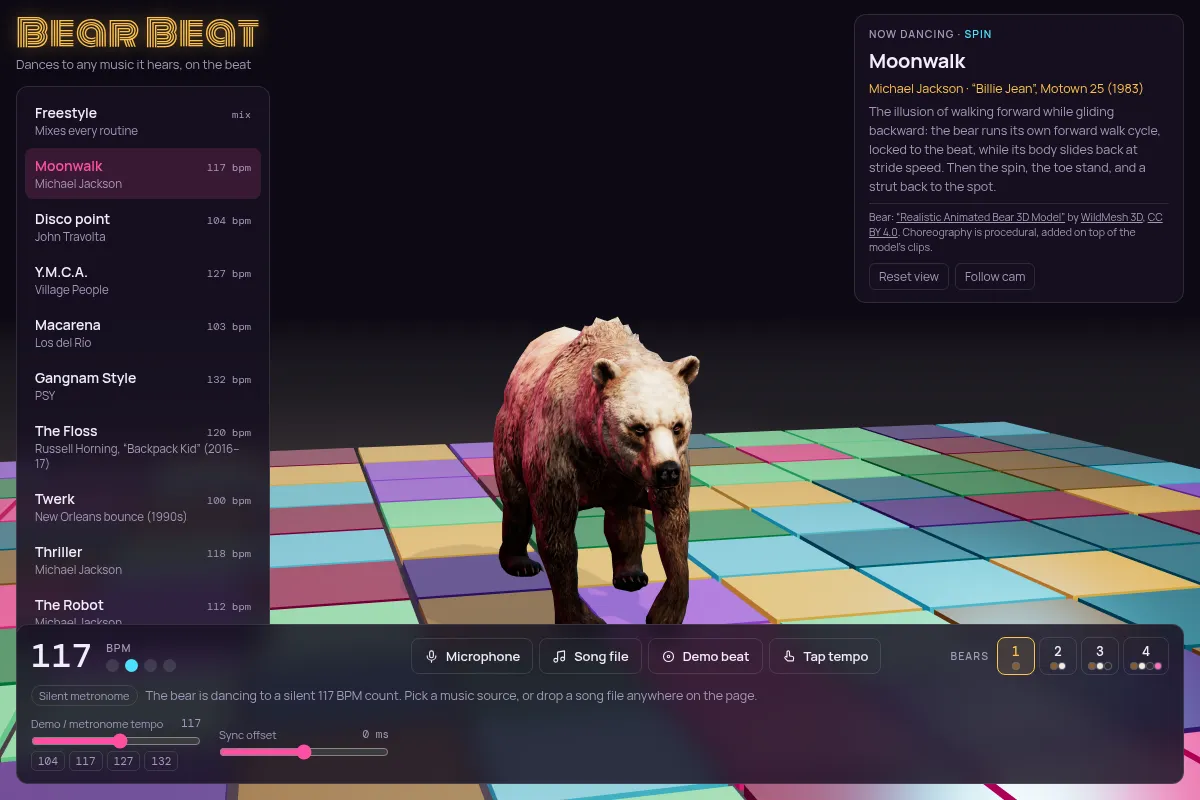 BEAR BEAT
Dances to any music it hears, on the beat
Freestyle
mix
Mixes every routine
Moonwalk
117 bpm
Michael Jackson
Disco point
104 bpm
John Travolta
Y.M.C.A.
127 bpm
Village People
Macarena
103 bpm
Los del Río
Gangnam Style
132 bpm
PSY
The Floss
120 bpm
Russell Horning, “Backpack Kid” (2016–
17)
Twerk
100 bpm
New Orleans bounce (1990s)
Thriller
118 bpm
Michael Jackson
The Robot
112 bpm
Michael Jackson
NOW DANCING · SPIN
Moonwalk
Michael Jackson · “Billie Jean”, Motown 25 (1983)
The illusion of walking forward while gliding
backward: the bear runs its own forward walk cycle,
locked to the beat, while its body slides back at
stride speed. Then the spin, the toe stand, and a
strut back to the spot.
Bear: “Realistic Animated Bear 3D Model” by WildMesh 3D, CC
BY 4.0. Choreography is procedural, added on top of the
model's clips.
Reset view
Follow cam
117
BPM
Microphone
Song file
Demo beat
Tap tempo
BEARS
1
2
3
4
Silent metronome
The bear is dancing to a silent 117 BPM count. Pick a music source, or drop a song file anywhere on the page.
Demo / metronome tempo
117
104
117
127
132
Sync offset
0 ms